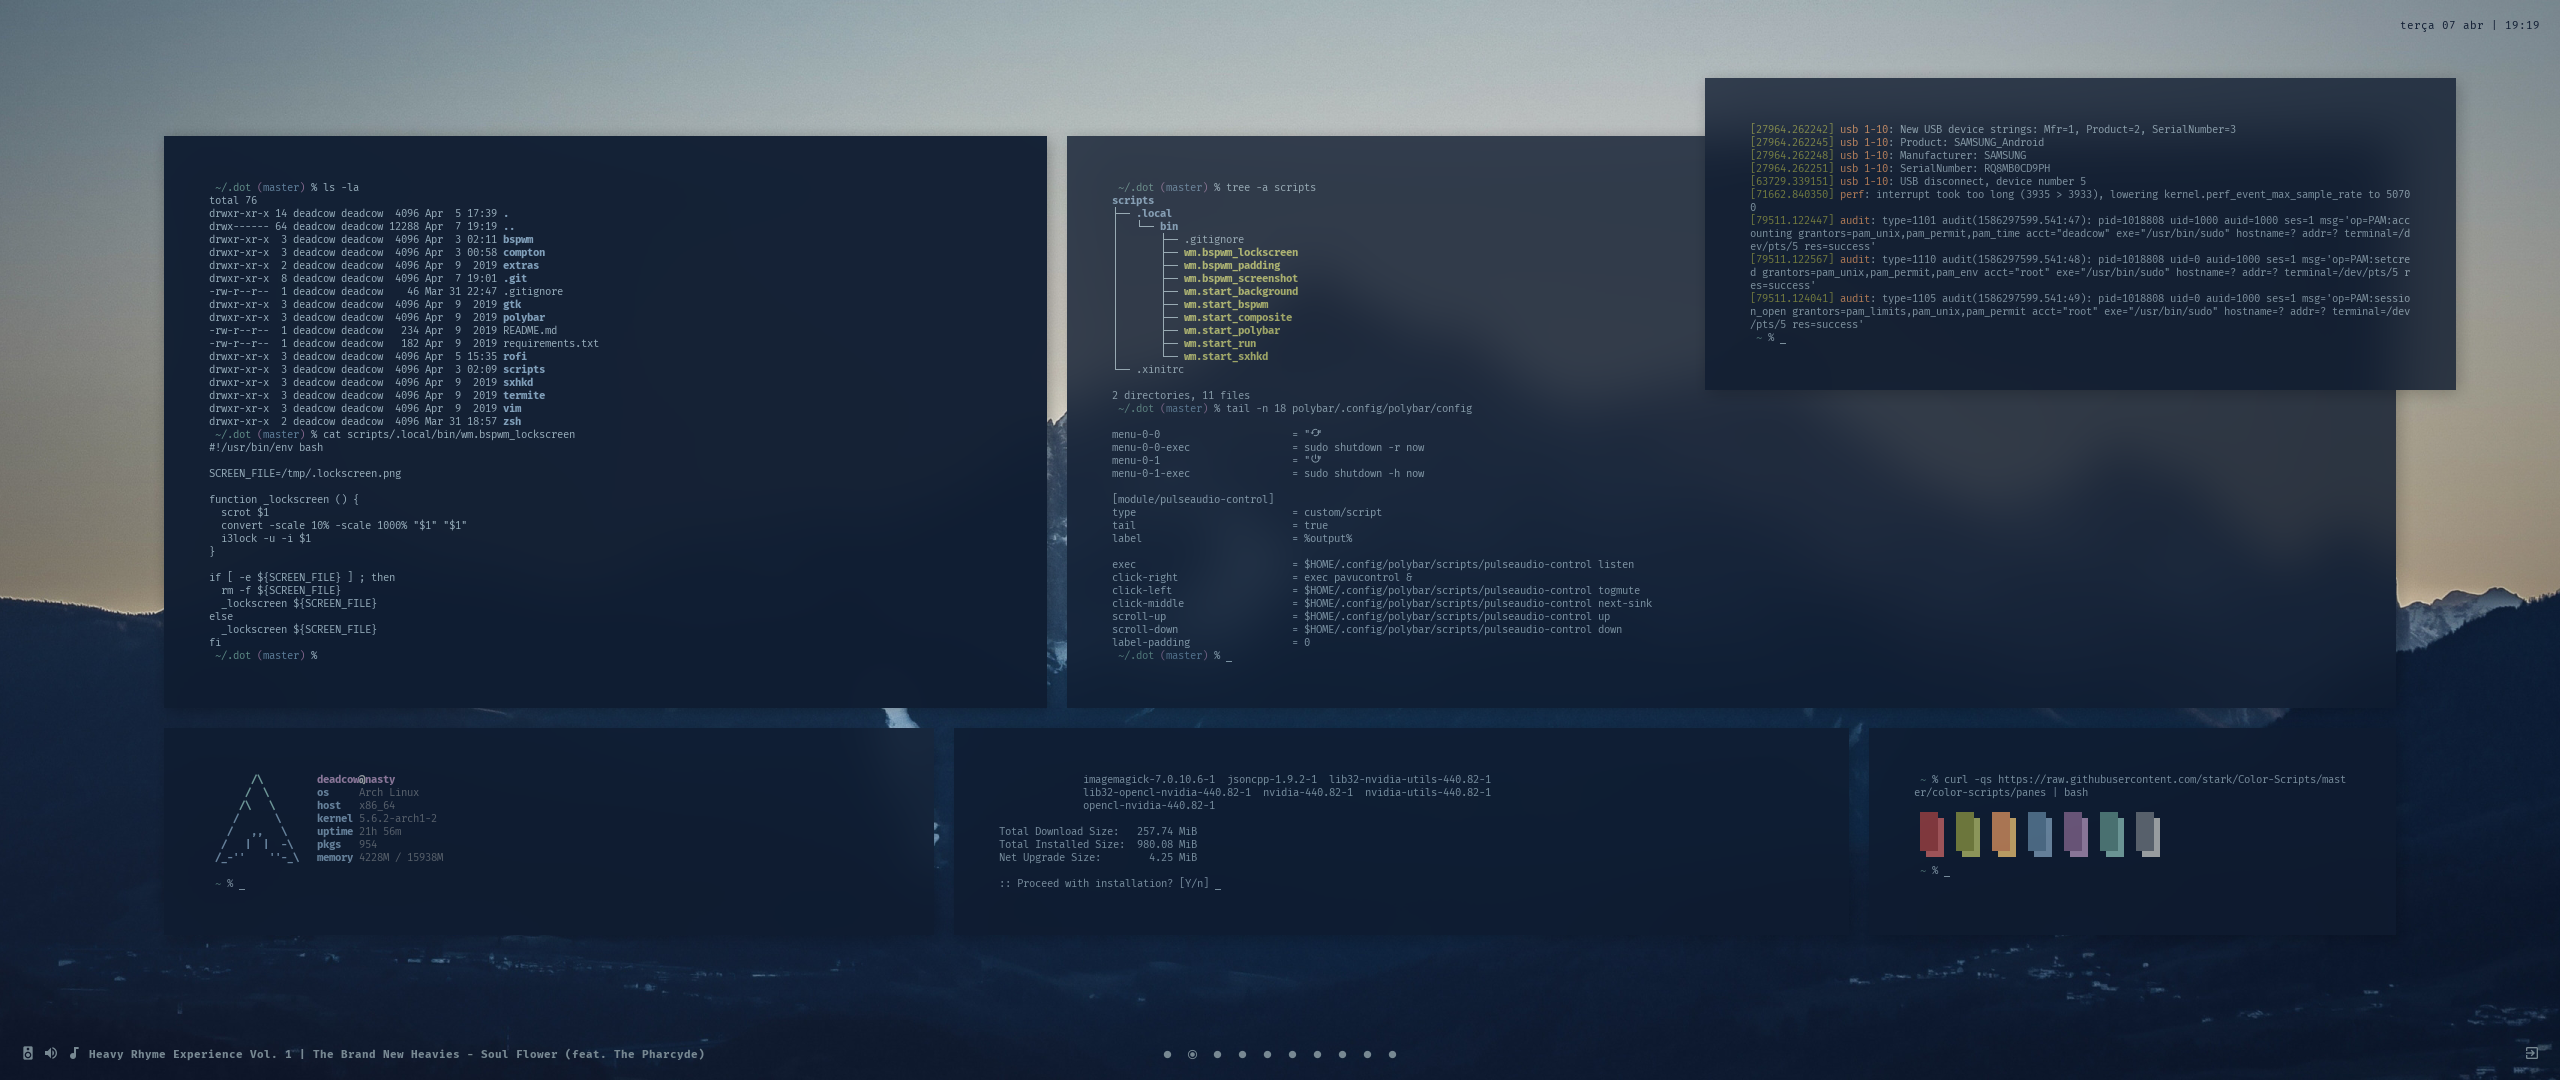 terça 07 abr | 19:19
~/.dot (master) % ls -la
total 76
drwxr-xr-x 14 deadcow deadcow  4096 Apr  5 17:39 .
drwx------ 64 deadcow deadcow 12288 Apr  7 19:19 ..
drwxr-xr-x  3 deadcow deadcow  4096 Apr  3 02:11 bspwm
drwxr-xr-x  3 deadcow deadcow  4096 Apr  3 00:58 compton
drwxr-xr-x  2 deadcow deadcow  4096 Apr  9  2019 extras
drwxr-xr-x  8 deadcow deadcow  4096 Apr  7 19:01 .git
-rw-r--r--  1 deadcow deadcow    46 Mar 31 22:47 .gitignore
drwxr-xr-x  3 deadcow deadcow  4096 Apr  9  2019 gtk
drwxr-xr-x  3 deadcow deadcow  4096 Apr  9  2019 polybar
-rw-r--r--  1 deadcow deadcow   234 Apr  9  2019 README.md
-rw-r--r--  1 deadcow deadcow   182 Apr  9  2019 requirements.txt
drwxr-xr-x  3 deadcow deadcow  4096 Apr  5 15:35 rofi
drwxr-xr-x  3 deadcow deadcow  4096 Apr  3 02:09 scripts
drwxr-xr-x  3 deadcow deadcow  4096 Apr  9  2019 sxhkd
drwxr-xr-x  3 deadcow deadcow  4096 Apr  9  2019 termite
drwxr-xr-x  3 deadcow deadcow  4096 Apr  9  2019 vim
drwxr-xr-x  2 deadcow deadcow  4096 Mar 31 18:57 zsh
~/.dot (master) % cat scripts/.local/bin/wm.bspwm_lockscreen
#!/usr/bin/env bash
SCREEN_FILE=/tmp/.lockscreen.png
function _lockscreen () {
  scrot $1
  convert -scale 10% -scale 1000% "$1" "$1"
  i3lock -u -i $1
}
if [ -e ${SCREEN_FILE} ] ; then
  rm -f ${SCREEN_FILE}
  _lockscreen ${SCREEN_FILE}
else
  _lockscreen ${SCREEN_FILE}
fi
~/.dot (master) %
~/.dot (master) % tree -a scripts
scripts
├── .local
│   └── bin
│       ├── .gitignore
│       ├── wm.bspwm_lockscreen
│       ├── wm.bspwm_padding
│       ├── wm.bspwm_screenshot
│       ├── wm.start_background
│       ├── wm.start_bspwm
│       ├── wm.start_composite
│       ├── wm.start_polybar
│       ├── wm.start_run
│       └── wm.start_sxhkd
└── .xinitrc
2 directories, 11 files
~/.dot (master) % tail -n 18 polybar/.config/polybar/config
menu-0-0                      = "
menu-0-0-exec                 = sudo shutdown -r now
menu-0-1                      = "
menu-0-1-exec                 = sudo shutdown -h now
[module/pulseaudio-control]
type                          = custom/script
tail                          = true
label                         = %output%
exec                          = $HOME/.config/polybar/scripts/pulseaudio-control listen
click-right                   = exec pavucontrol &
click-left                    = $HOME/.config/polybar/scripts/pulseaudio-control togmute
click-middle                  = $HOME/.config/polybar/scripts/pulseaudio-control next-sink
scroll-up                     = $HOME/.config/polybar/scripts/pulseaudio-control up
scroll-down                   = $HOME/.config/polybar/scripts/pulseaudio-control down
label-padding                 = 0
~/.dot (master) % _
[27964.262242] usb 1-10: New USB device strings: Mfr=1, Product=2, SerialNumber=3
[27964.262245] usb 1-10: Product: SAMSUNG_Android
[27964.262248] usb 1-10: Manufacturer: SAMSUNG
[27964.262251] usb 1-10: SerialNumber: RQ8MB0CD9PH
[63729.339151] usb 1-10: USB disconnect, device number 5
[71662.840350] perf: interrupt took too long (3935 > 3933), lowering kernel.perf_event_max_sample_rate to 5070
0
[79511.122447] audit: type=1101 audit(1586297599.541:47): pid=1018808 uid=1000 auid=1000 ses=1 msg='op=PAM:acc
ounting grantors=pam_unix,pam_permit,pam_time acct="deadcow" exe="/usr/bin/sudo" hostname=? addr=? terminal=/d
ev/pts/5 res=success'
[79511.122567] audit: type=1110 audit(1586297599.541:48): pid=1018808 uid=0 auid=1000 ses=1 msg='op=PAM:setcre
d grantors=pam_unix,pam_permit,pam_env acct="root" exe="/usr/bin/sudo" hostname=? addr=? terminal=/dev/pts/5 r
es=success'
[79511.124041] audit: type=1105 audit(1586297599.541:49): pid=1018808 uid=0 auid=1000 ses=1 msg='op=PAM:sessio
n_open grantors=pam_limits,pam_unix,pam_permit acct="root" exe="/usr/bin/sudo" hostname=? addr=? terminal=/dev
/pts/5 res=success'
~ % _
deadcow@nasty
os     Arch Linux
host   x86_64
kernel 5.6.2-arch1-2
uptime 21h 56m
pkgs   954
memory 4228M / 15938M
~ % _
imagemagick-7.0.10.6-1  jsoncpp-1.9.2-1  lib32-nvidia-utils-440.82-1
lib32-opencl-nvidia-440.82-1  nvidia-440.82-1  nvidia-utils-440.82-1
opencl-nvidia-440.82-1
Total Download Size:   257.74 MiB
Total Installed Size:  980.08 MiB
Net Upgrade Size:        4.25 MiB
:: Proceed with installation? [Y/n] _
~ % curl -qs https://raw.githubusercontent.com/stark/Color-Scripts/mast
er/color-scripts/panes | bash
~ % _
Heavy Rhyme Experience Vol. 1 | The Brand New Heavies - Soul Flower (feat. The Pharcyde)